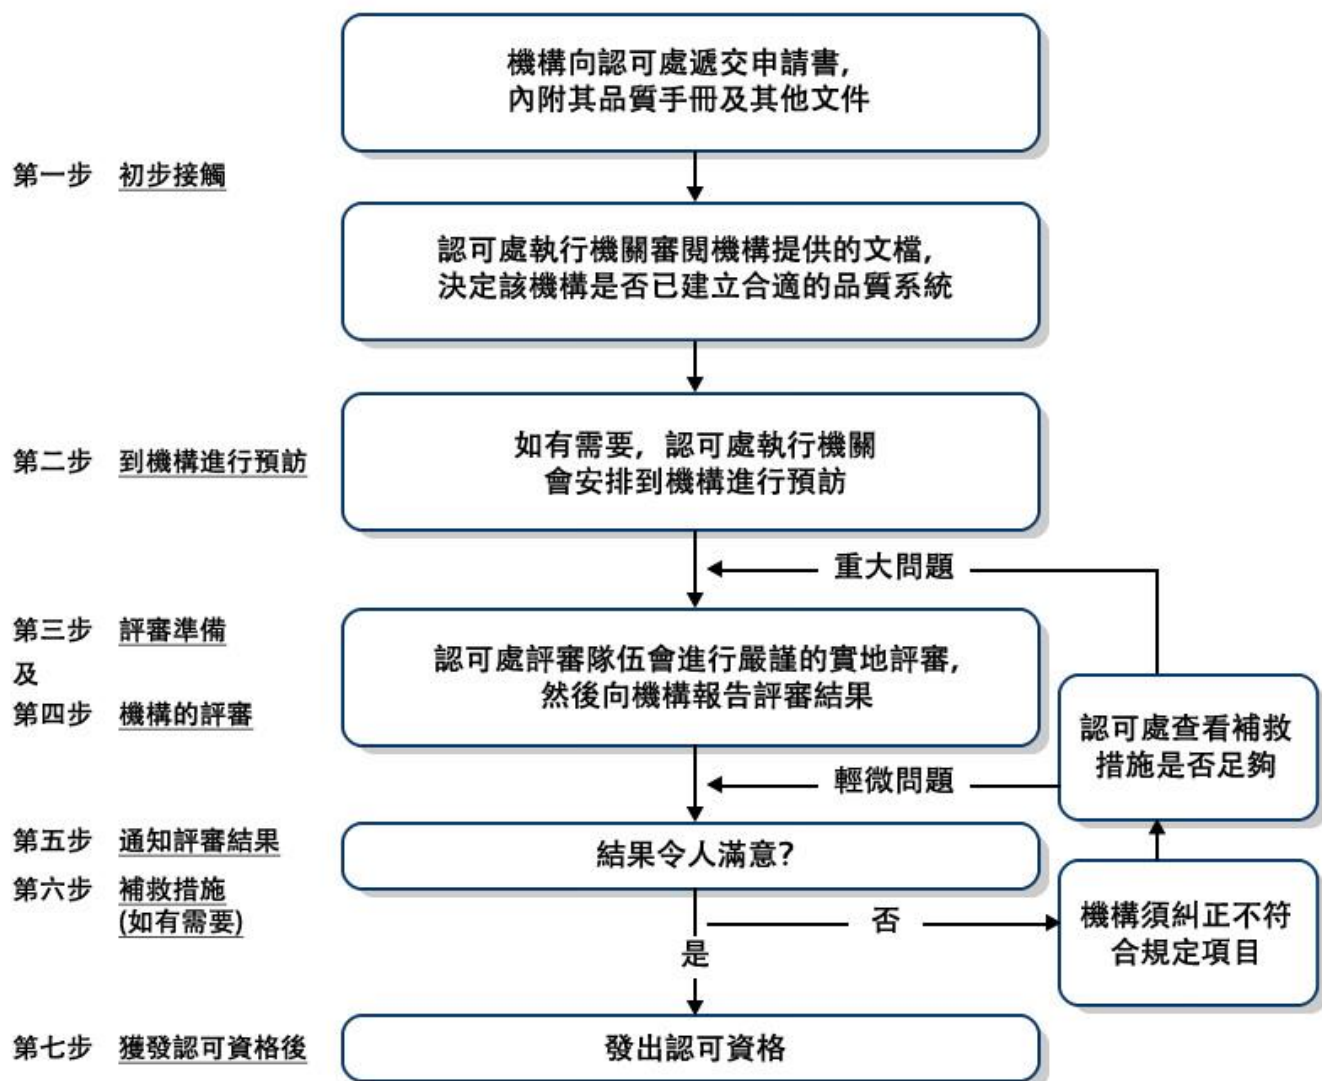 機構向認可處遞交申請書,
內附其品質手冊及其他文件
第一步 初步接觸
認可處執行機關審閱機構提供的文檔,
決定該機構是否已建立合適的品質系統
第二步 到機構進行預訪
如有需要, 認可處執行機關
會安排到機構進行預訪
重大問題
第三步 評審準備
及
第四步 機構的評審
認可處評審隊伍會進行嚴謹的實地評審,
然後向機構報告評審結果
認可處查看補救
措施是否足夠
輕微問題
第五步 通知評審結果
結果令人滿意?
第六步 補救措施
(如有需要)
否
機構須糾正不符
合規定項目
是
第七步 獲發認可資格後
發出認可資格